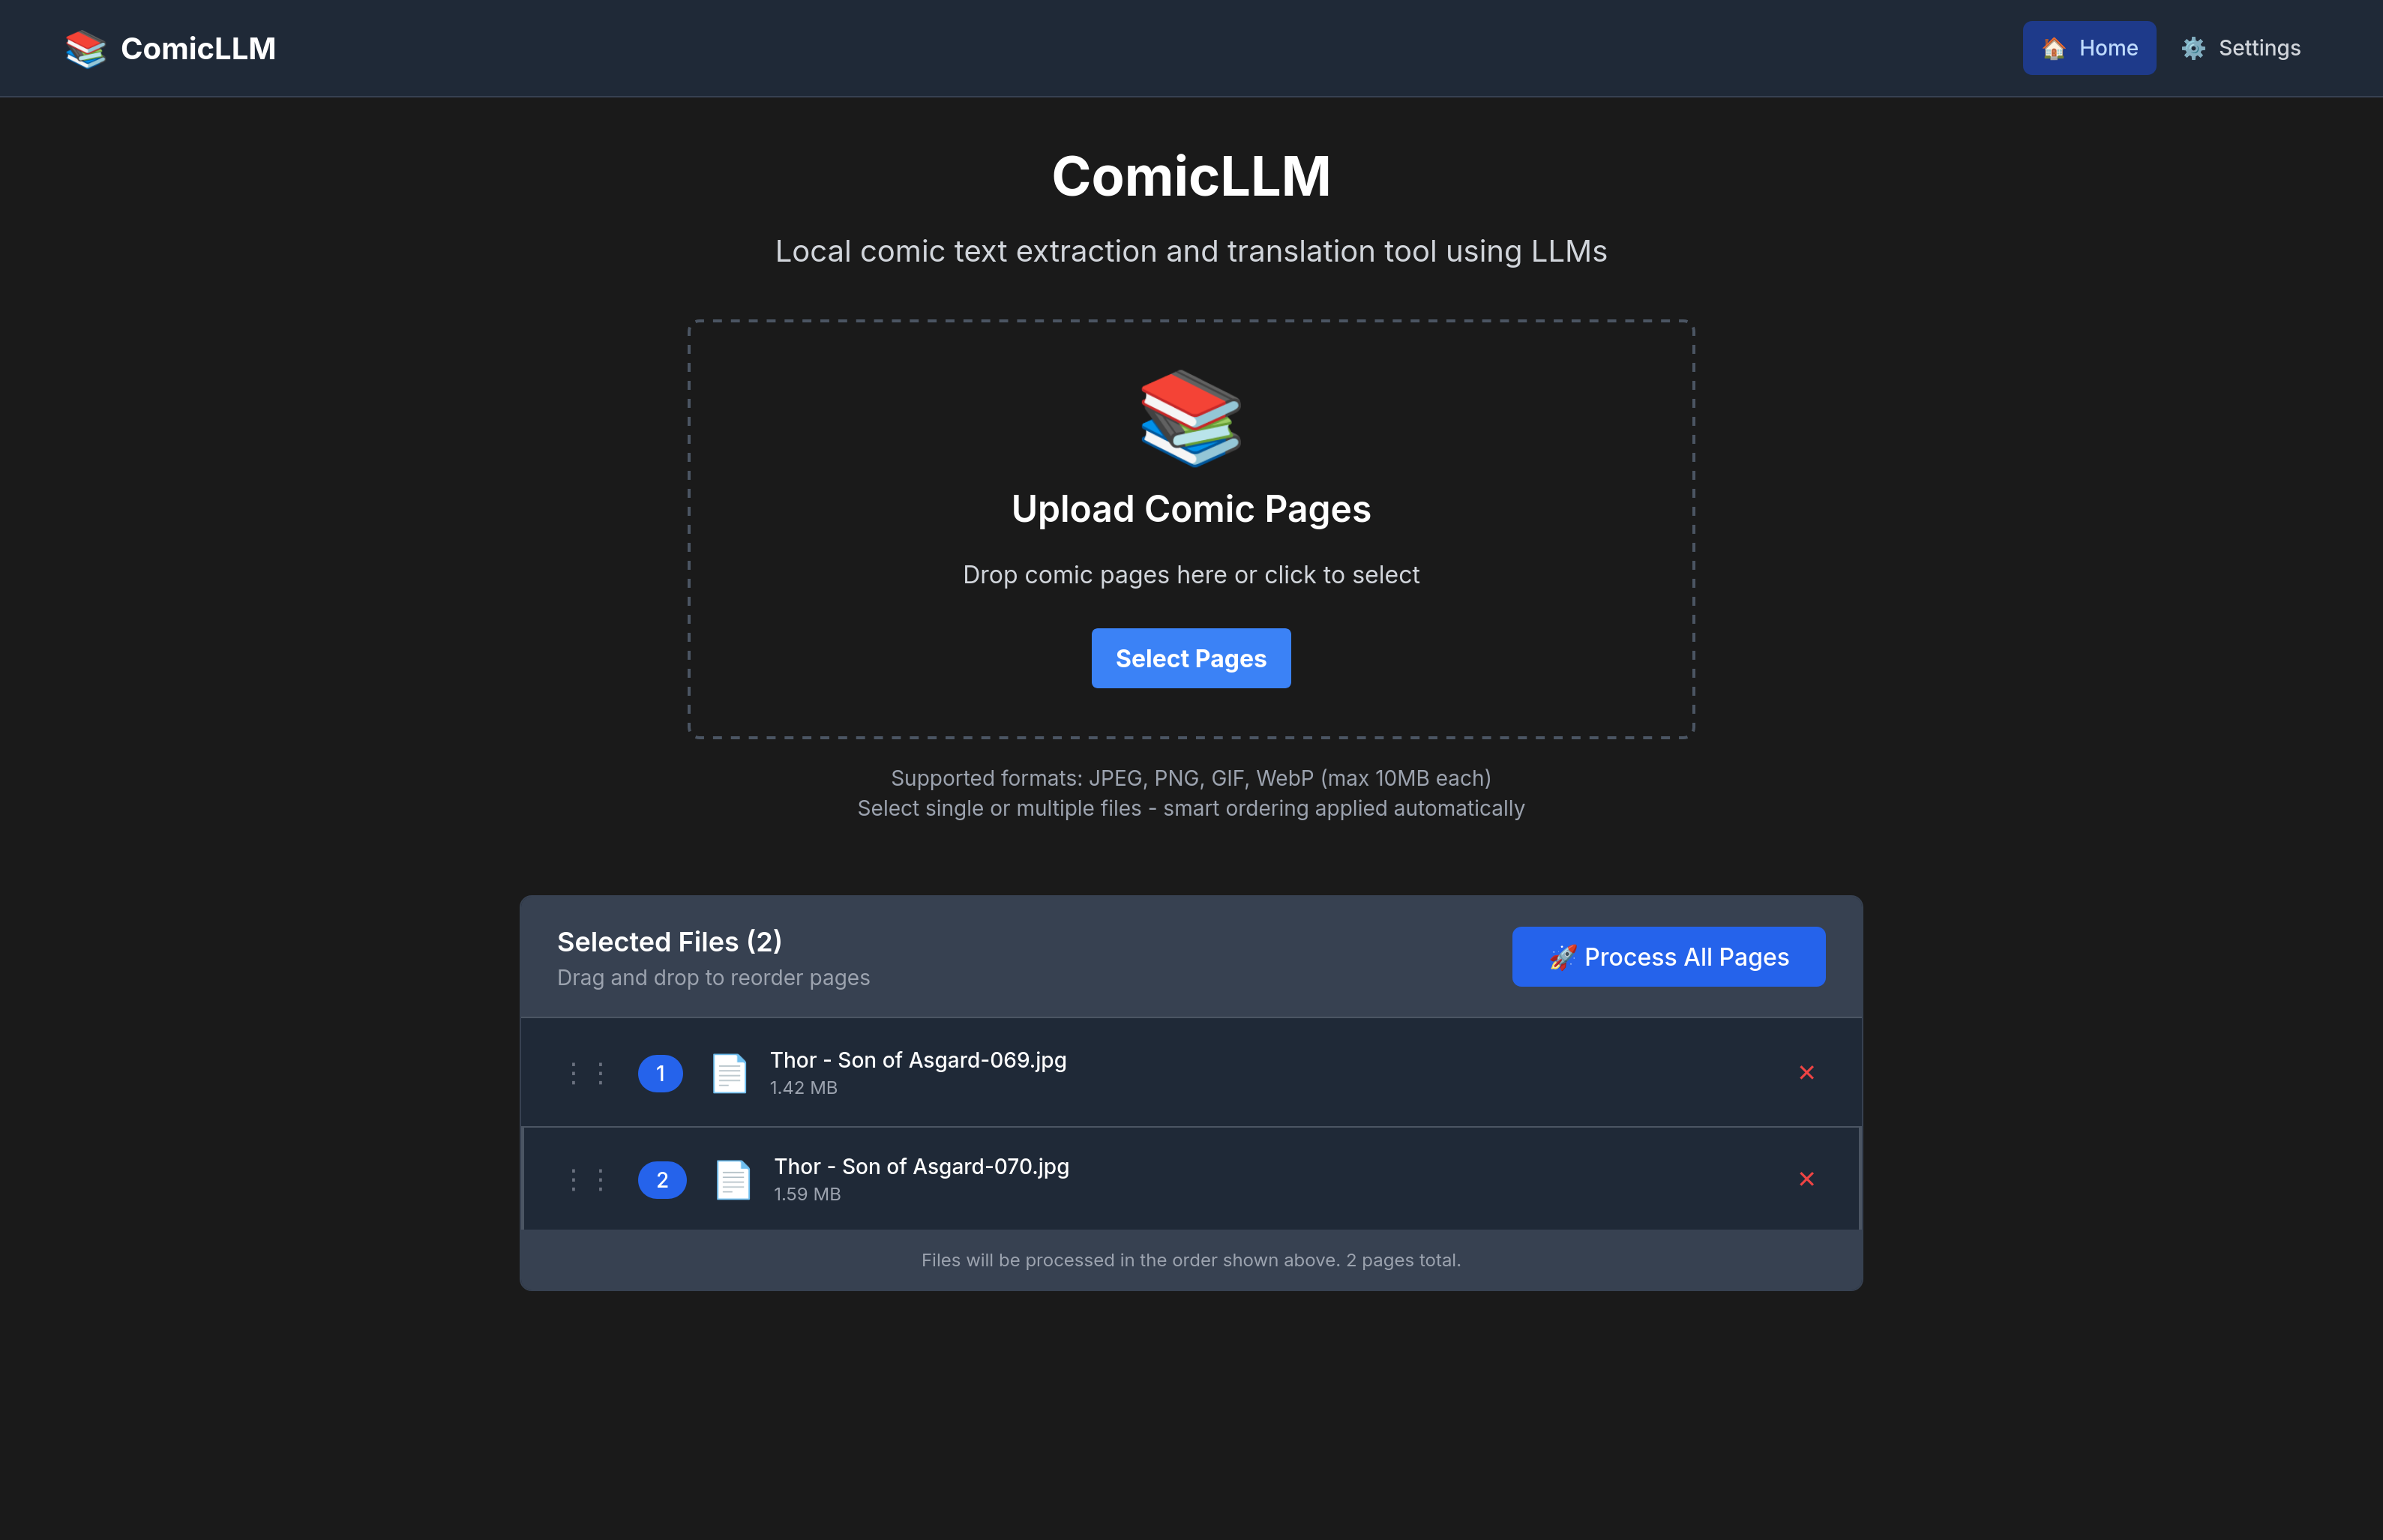 ComicLLM
Home
Settings
ComicLLM
Local comic text extraction and translation tool using LLMs
Upload Comic Pages
Drop comic pages here or click to select
Select Pages
Supported formats: JPEG, PNG, GIF, WebP (max 10MB each)
Select single or multiple files - smart ordering applied automatically
Selected Files (2)
Drag and drop to reorder pages
🚀 Process All Pages
1
Thor - Son of Asgard-069.jpg
1.42 MB
✕
2
Thor - Son of Asgard-070.jpg
1.59 MB
✕
Files will be processed in the order shown above. 2 pages total.